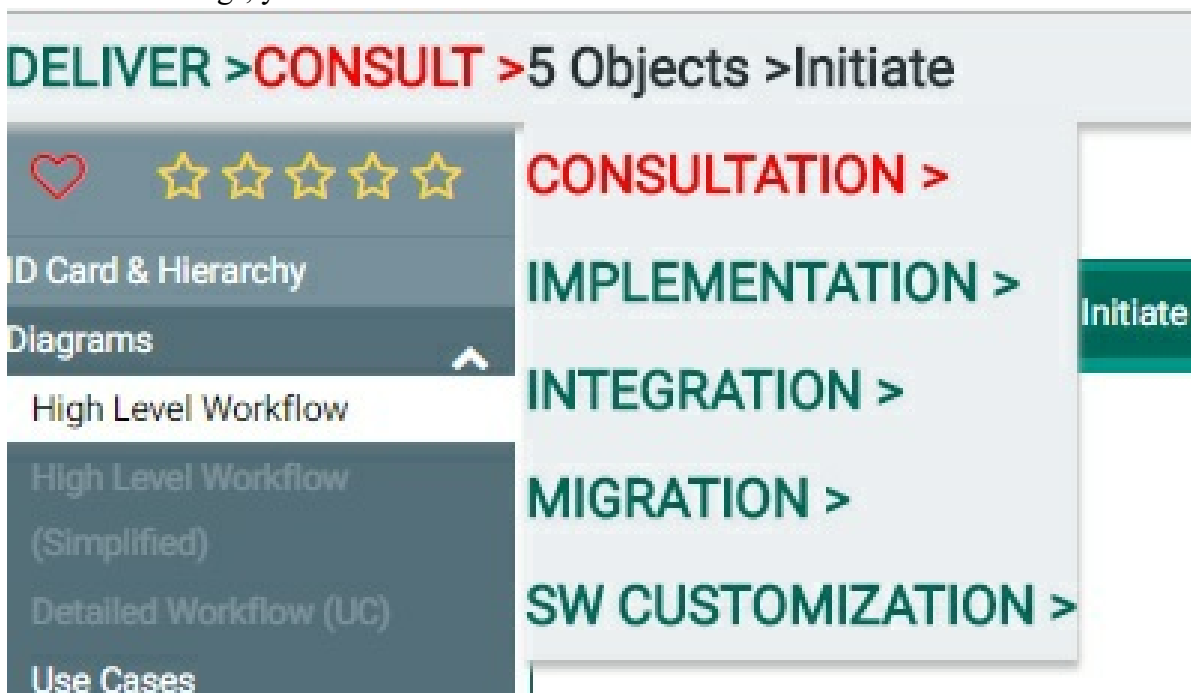 DELIVER >CONSULT >5 Objects >Initiate
CONSULTATION >
IMPLEMENTATION >
INTEGRATION >
MIGRATION >
SW CUSTOMIZATION >
ID Card & Hierarchy
Diagrams
High Level Workflow
High Level Workflow
(Simplified)
Detailed Workflow (UC)
Use Cases
Initiate